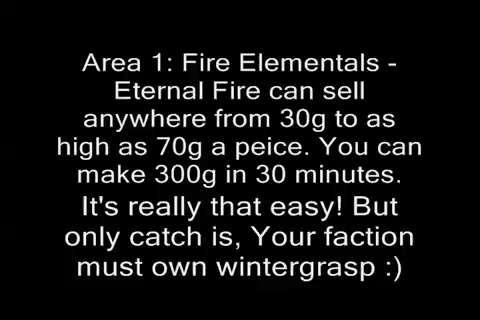 Area 1: Fire Elementals -
Eternal Fire can sell
anywhere from 30g to as
high as 70g a peice. You can
make 300g in 30 minutes.
It's really that easy! But
only catch is, Your faction
must own wintergrasp :)